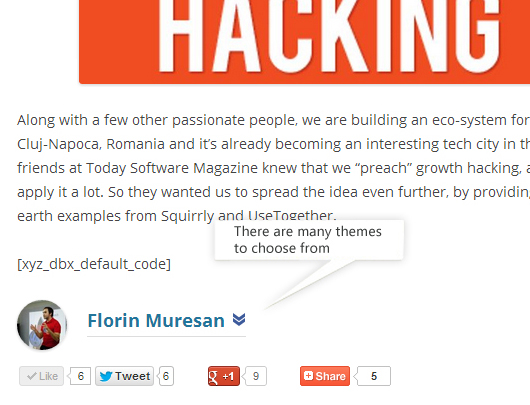 HACKING
Along with a few other passionate people, we are building an eco-system for
Cluj-Napoca, Romania and it's already becoming an interesting tech city in th
friends at Today Software Magazine knew that we “preach” growth hacking, a
apply it a lot. So they wanted us to spread the idea even further, by providing
earth examples from Squirrly and UseTogether.
There are many themes
to choose from
[xyz_dbx_default_code]
Florin Muresan
Like 6 Tweet 6 g +1 9 Share 5